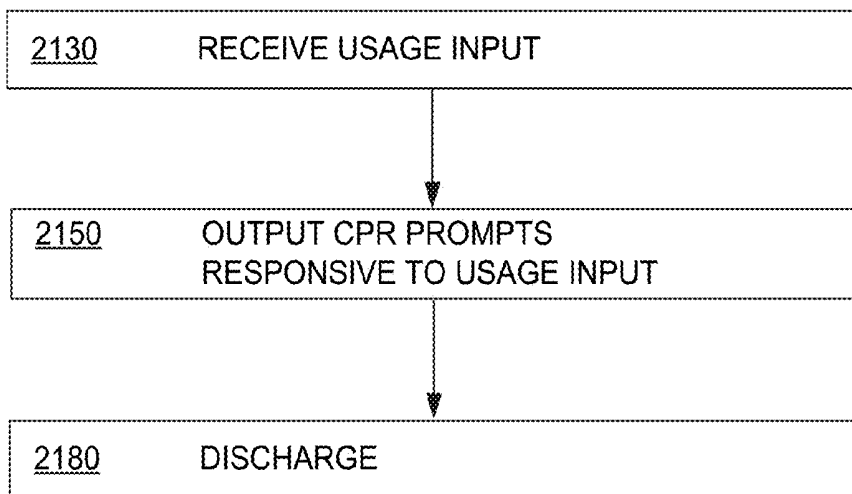 2130 RECEIVE USAGE INPUT
2150 OUTPUT CPR PROMPTS
RESPONSIVE TO USAGE INPUT
2180 DISCHARGE